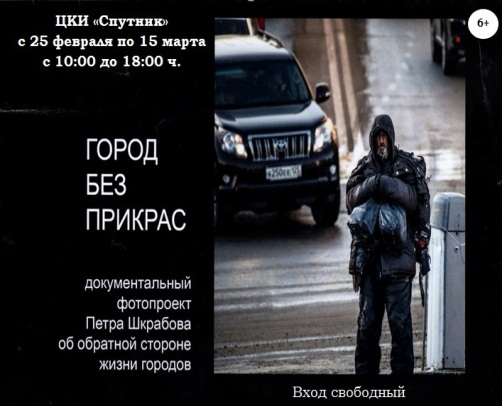 ЦКИ «Спутник»
с 25 февраля по 15 марта
с 10:00 до 18:00 ч.
6+
ГОРОД
БЕЗ
ПРИКРАС
документальный
фотопроект
Петра Шкрабова
об обратной стороне
жизни городов
Вход свободный